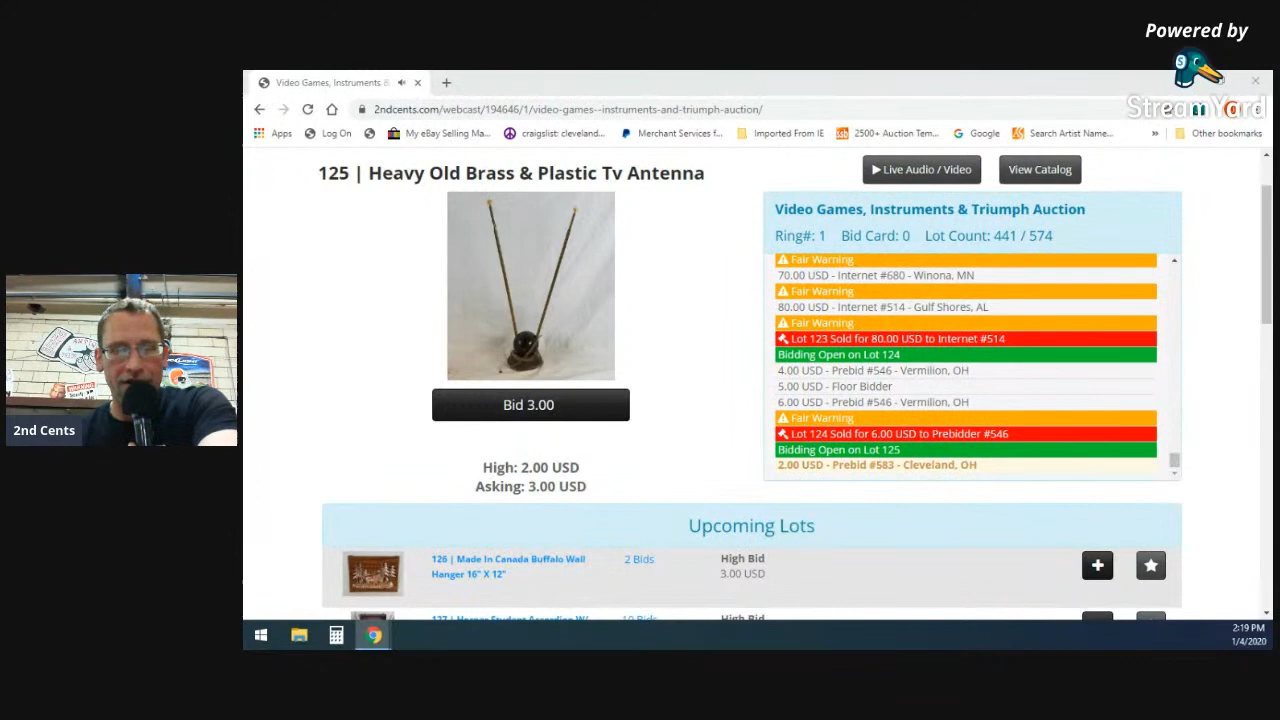 Powered by
StreamYard
Video Games, Instruments &
2ndcents.com/webcast/194646/1/video-games--instruments-and-triumph-auction/
Apps
Log On
My eBay Selling Ma...
craigslist: cleveland...
Merchant Services f...
Imported From IE
2500+ Auction Tem...
Google
Search Artist Name...
»
Other bookmarks
125 | Heavy Old Brass & Plastic Tv Antenna
Live Audio / Video
View Catalog
Bid 3.00
High: 2.00 USD
Asking: 3.00 USD
Video Games, Instruments & Triumph Auction
Ring#: 1 Bid Card: 0 Lot Count: 441 / 574
Fair Warning
70.00 USD - Internet #680 - Winona, MN
Fair Warning
80.00 USD - Internet #514 - Gulf Shores, AL
Fair Warning
Lot 123 Sold for 80.00 USD to Internet #514
Bidding Open on Lot 124
4.00 USD - Prebid #546 - Vermilion, OH
5.00 USD - Floor Bidder
6.00 USD - Prebid #546 - Vermilion, OH
Fair Warning
Lot 124 Sold for 6.00 USD to Prebidder #546
Bidding Open on Lot 125
2.00 USD - Prebid #583 - Cleveland, OH
WARNING
2nd Cents
Upcoming Lots
126 | Made In Canada Buffalo Wall
Hanger 16" X 12"
2 Bids
High Bid
3.00 USD
2:19 PM
1/4/2020